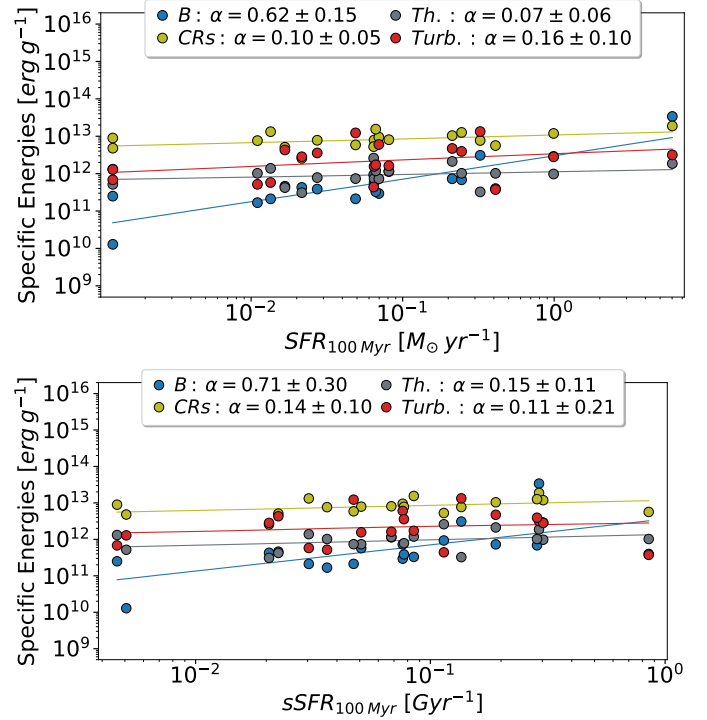 B: α = 0.62 ± 0.15 Th.: α = 0.07 ± 0.06
CRs: α = 0.10 ± 0.05 Turb.: α = 0.16 ± 0.10
10^16
10^15
10^14
10^13
10^12
10^11
10^10
10^9
Specific Energies [erg g^−1]
10^−2 10^−1 10^0
SFR_100 Myr [M_⊙ yr^−1]
B: α = 0.71 ± 0.30 Th.: α = 0.15 ± 0.11
CRs: α = 0.14 ± 0.10 Turb.: α = 0.11 ± 0.21
10^16
10^15
10^14
10^13
10^12
10^11
10^10
10^9
Specific Energies [erg g^−1]
10^−2 10^−1 10^0
sSFR_100 Myr [Gyr^−1]